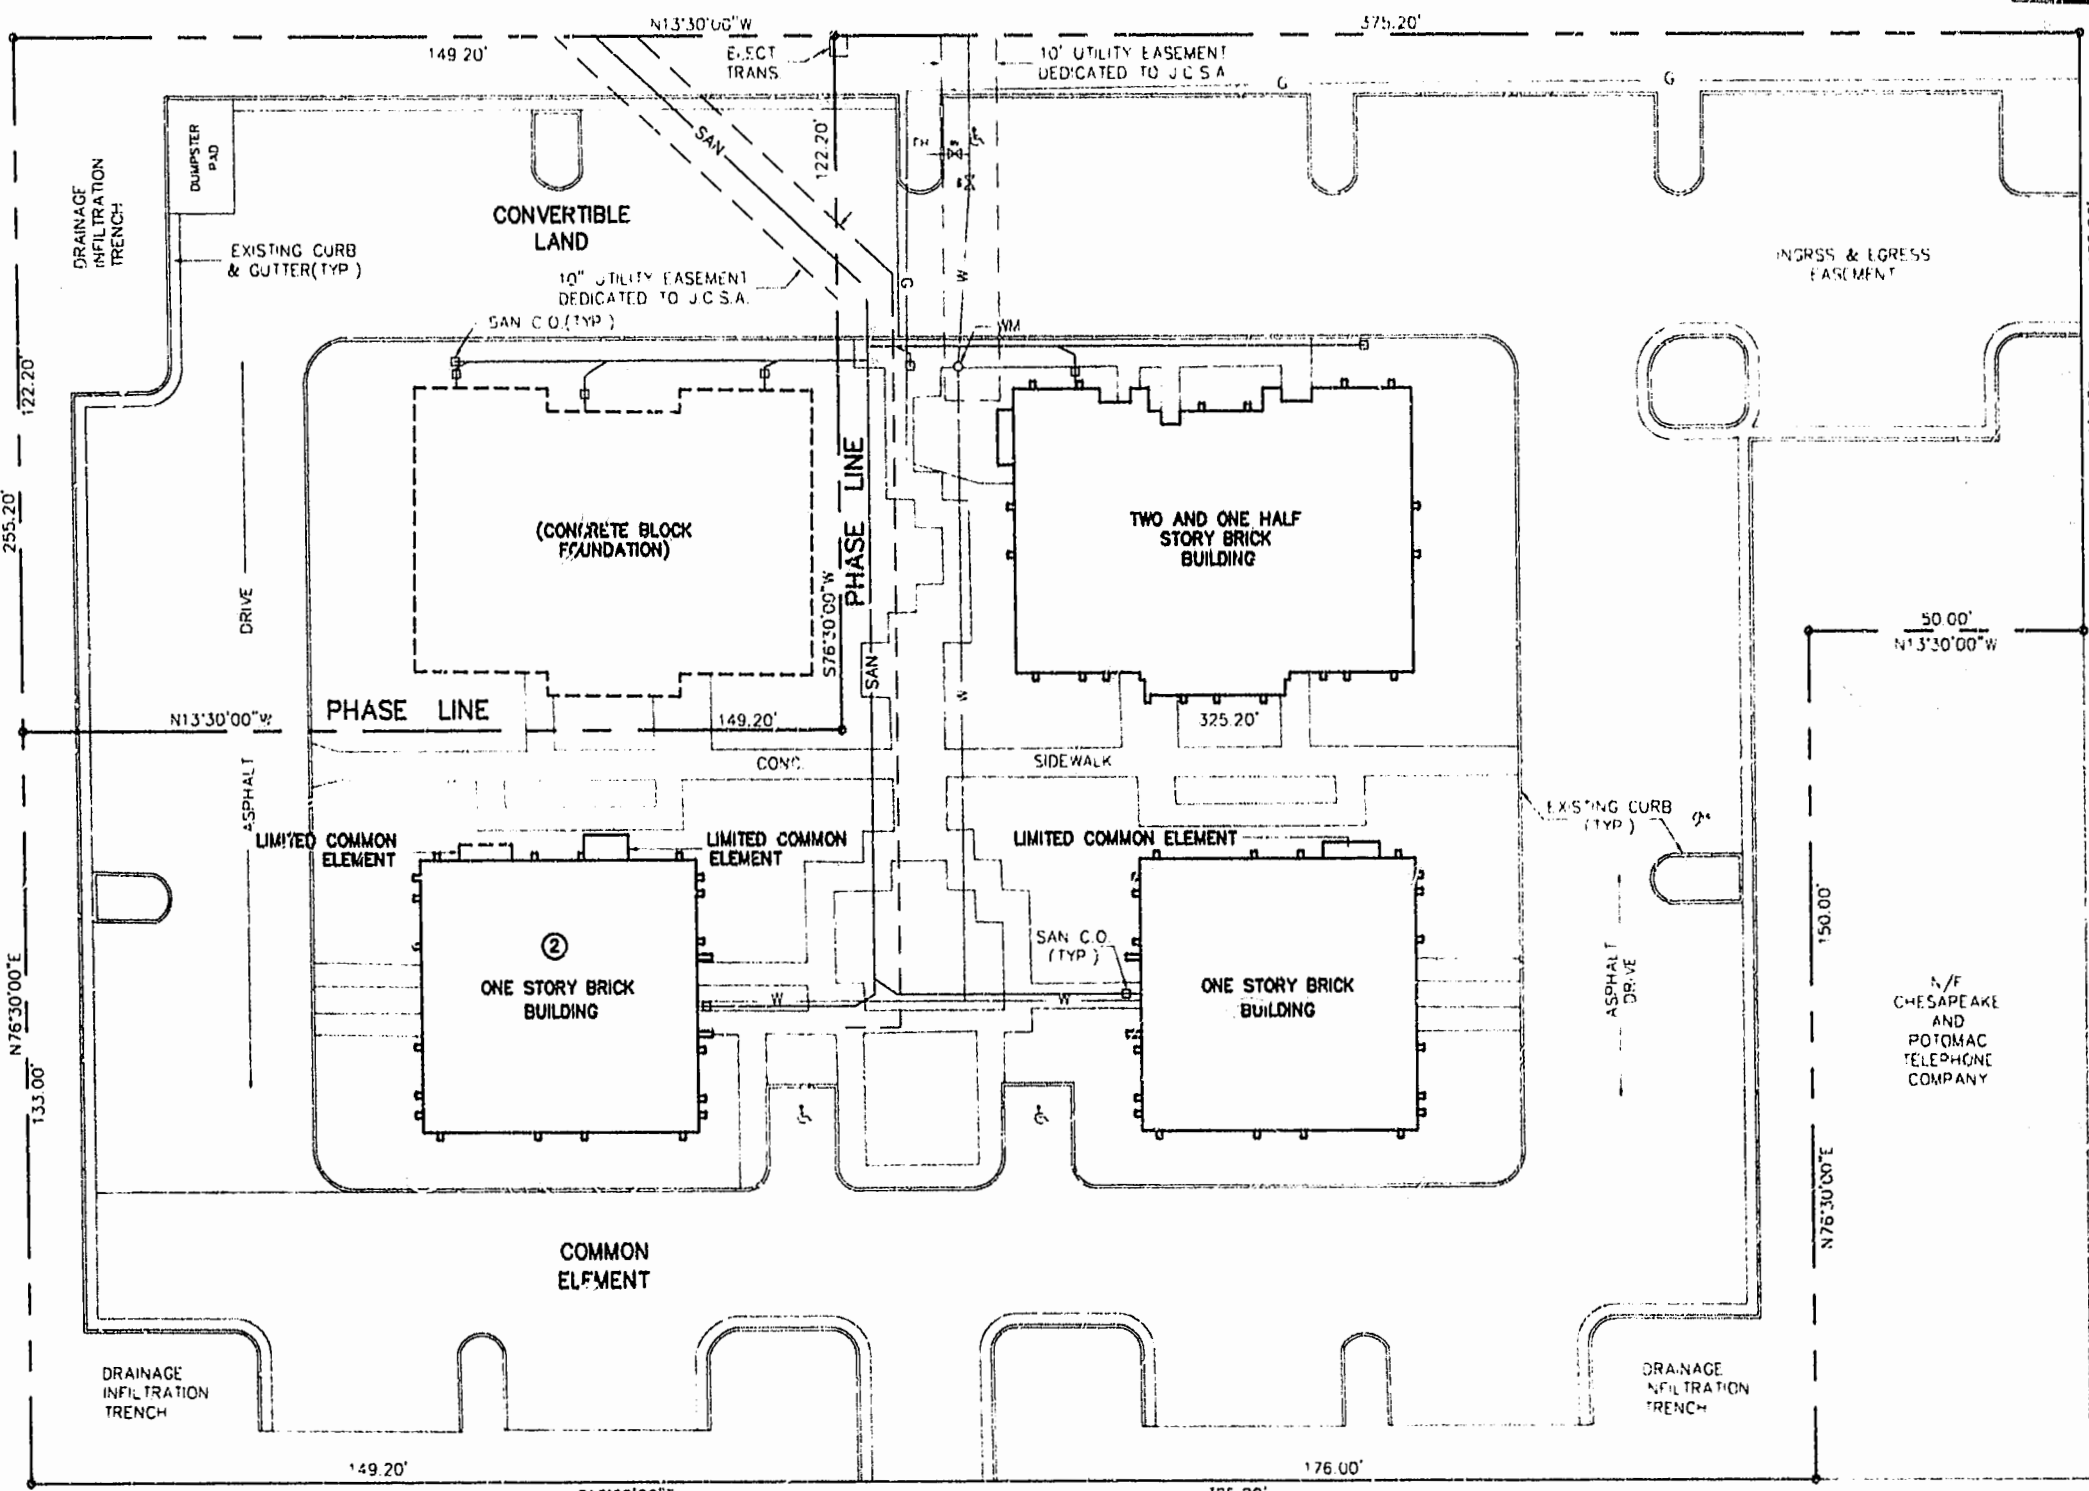 N13°30'00"W
375.20'
149.20'
ELECT
TRANS
10' UTILITY EASEMENT
DEDICATED TO J.C.S.A
G
G
DUMPSTER
PAD
SAN
122.20'
FH
DRAINAGE
INFILTRATION
TRENCH
CONVERTIBLE
LAND
EXISTING CURB
& GUTTER(TYP.)
10" UTILITY EASEMENT
DEDICATED TO J.C.S.A.
G
W
INGRSS & EGRESS
EASEMENT
SAN C.O.(TYP.)
WM
122.20'
255.20'
PHASE LINE
(CONCRETE BLOCK
FOUNDATION)
TWO AND ONE HALF
STORY BRICK
BUILDING
DRIVE
S76°30'00"W
50.00'
N13°30'00"W
SAN
W
N13°30'00"W
PHASE LINE
149.20'
325.20'
CONC.
SIDEWALK
ASPHALT
LIMITED COMMON
ELEMENT
LIMITED COMMON
ELEMENT
LIMITED COMMON ELEMENT
EXISTING CURB
(TYP.)
2
ONE STORY BRICK
BUILDING
SAN C.O.
(TYP.)
ONE STORY BRICK
BUILDING
W
W
ASPHALT
DRIVE
150.00'
N/F
CHESAPEAKE
AND
POTOMAC
TELEPHONE
COMPANY
N76°30'00"E
133.00'
N76°30'00"E
COMMON
ELEMENT
DRAINAGE
INFILTRATION
TRENCH
DRAINAGE
INFILTRATION
TRENCH
149.20'
176.00'